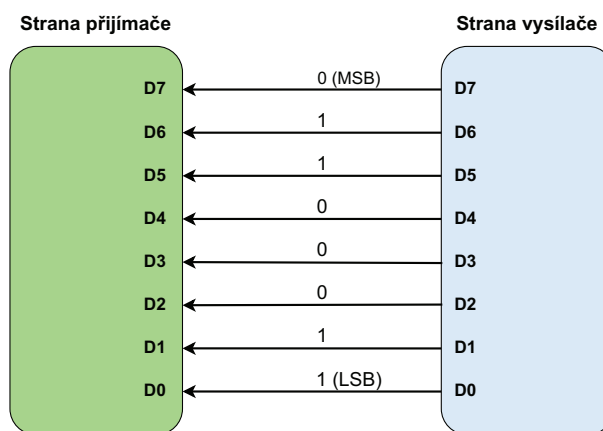 Strana přijímače Strana vysílače
D7 0 (MSB) D7
D6 1 D6
D5 1 D5
D4 0 D4
D3 0 D3
D2 0 D2
D1 1 D1
D0 1 (LSB) D0